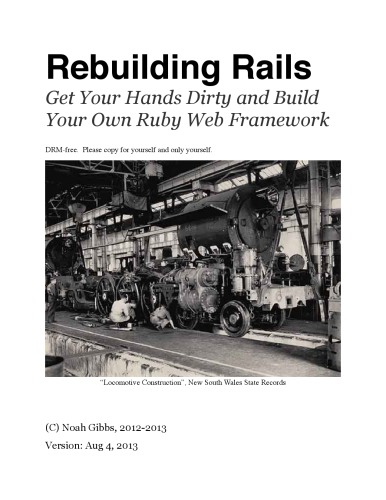 Rebuilding Rails
Get Your Hands Dirty and Build
Your Own Ruby Web Framework
DRM-free.  Please copy for yourself and only yourself.
“Locomotive Construction”, New South Wales State Records
(C) Noah Gibbs, 2012-2013
Version: Aug 4, 2013